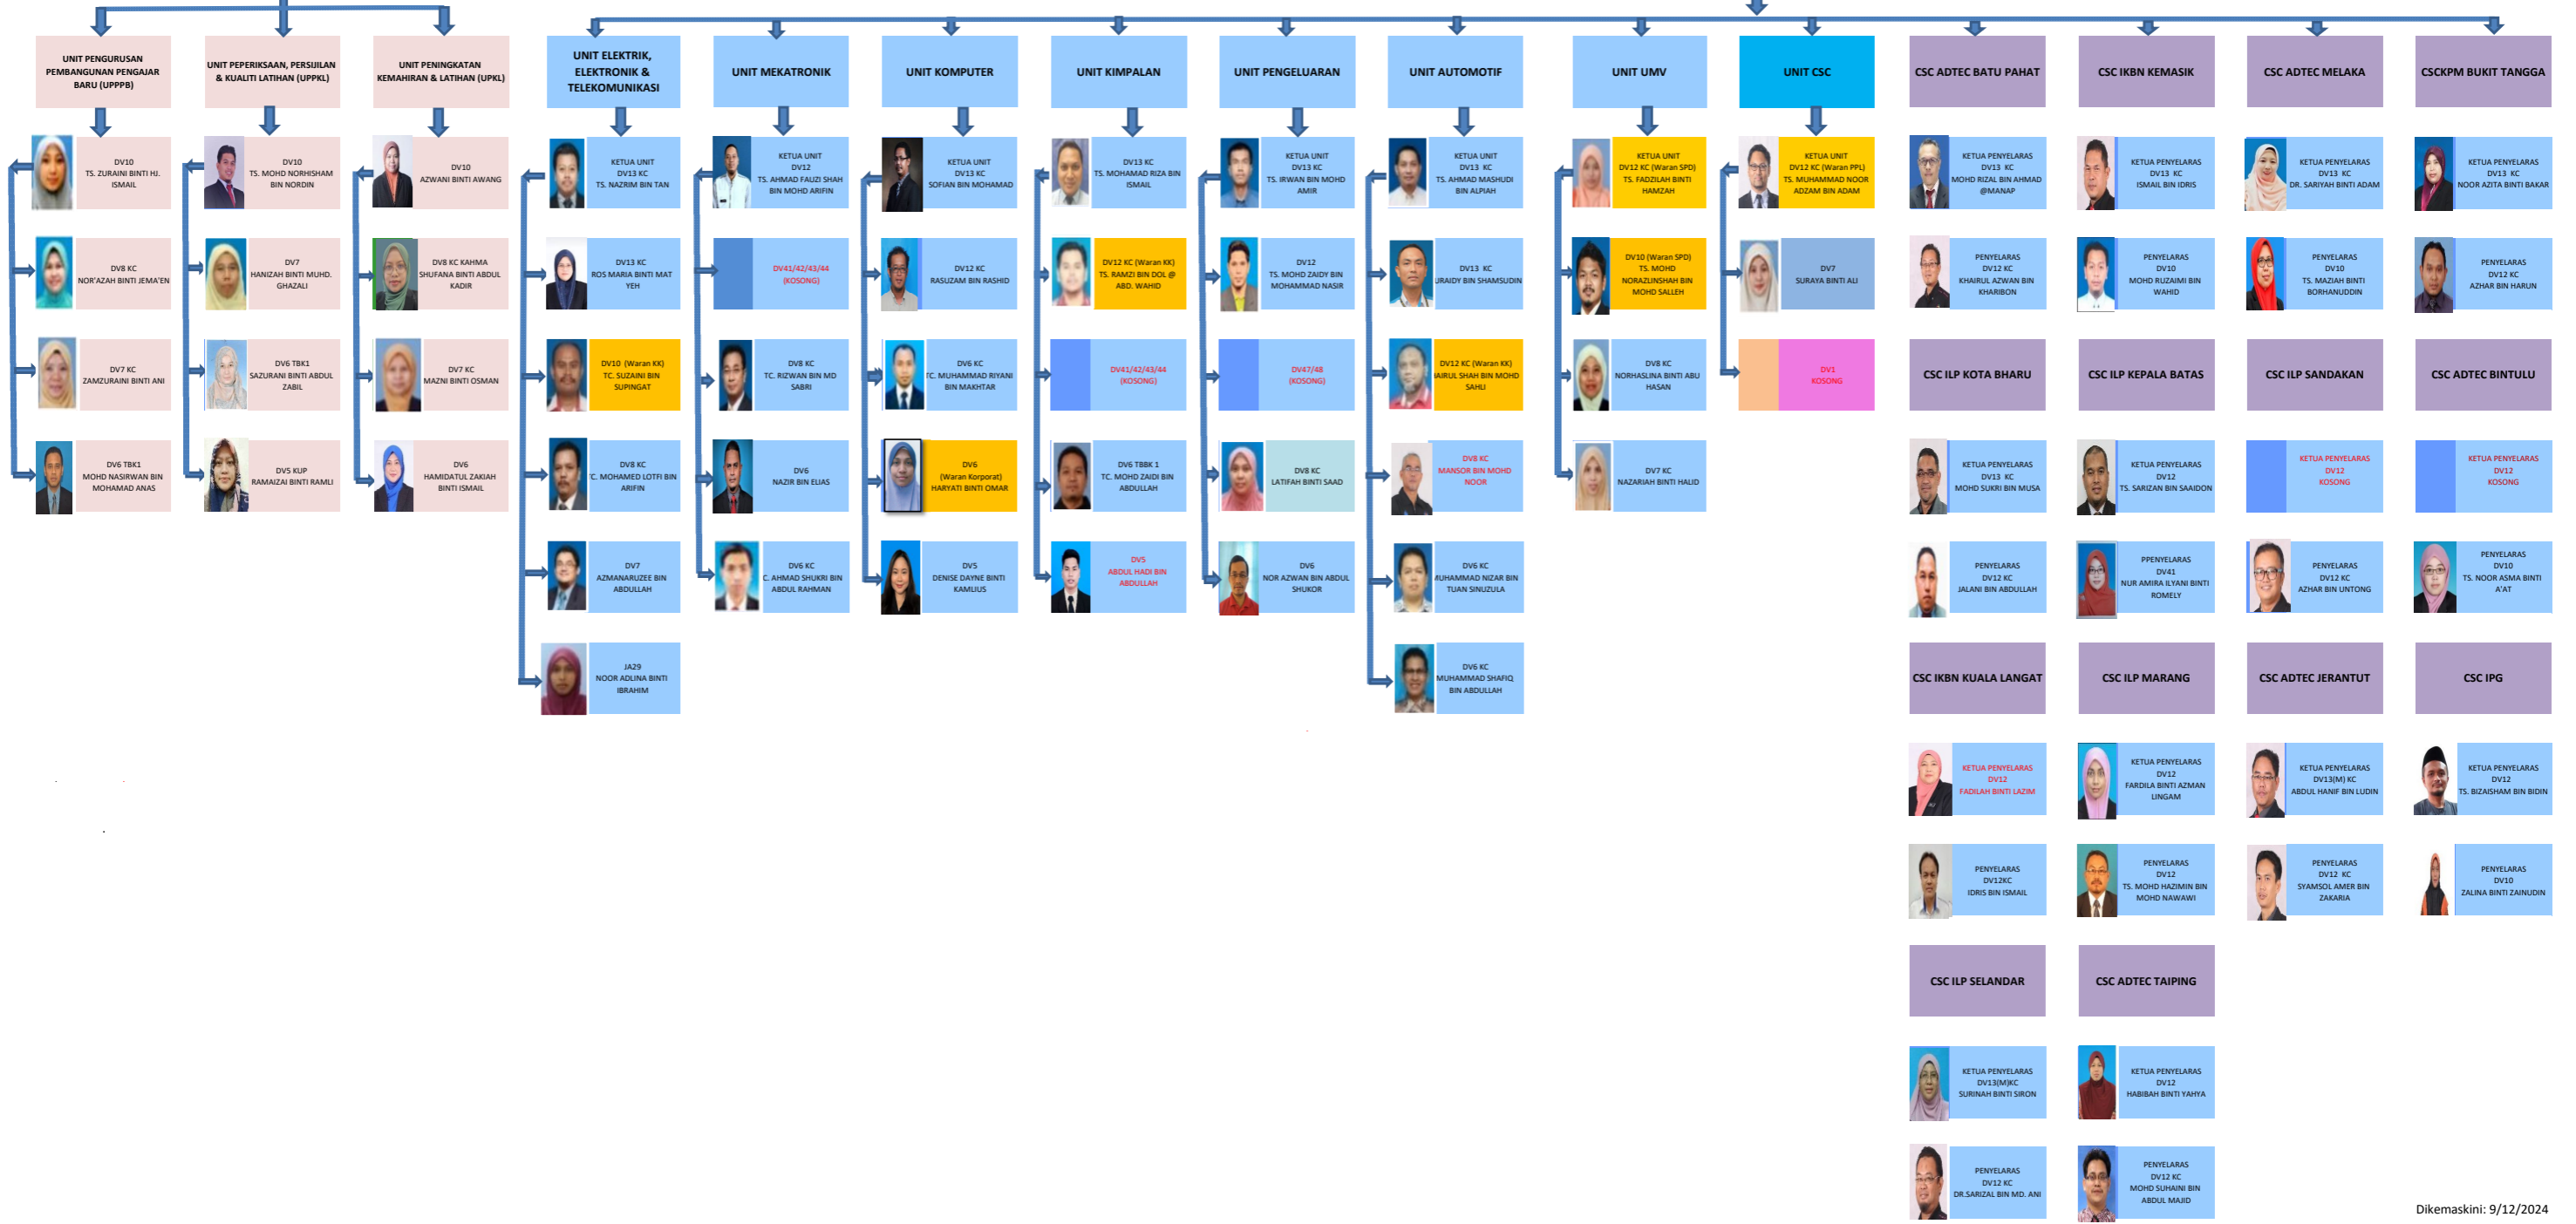 UNIT PENGURUSAN
PEMBANGUNAN PENGAJAR
BARU (UPPPB)
DV10
TS. ZURAINI BINTI HJ.
ISMAIL
DV8 KC
NOR'AZAH BINTI JEMA'EN
DV7 KC
ZAMZURAINI BINTI ANI
DV6 TBK1
MOHD NASIRWAN BIN
MOHAMAD ANAS
UNIT PEPERIKSAAN, PERSIJILAN
& KUALITI LATIHAN (UPPKL)
DV10
TS. MOHD NORHISHAM
BIN NORDIN
DV7
HANIZAH BINTI MUHD.
GHAZALI
DV6 TBK1
SAZURANI BINTI ABDUL
ZABIL
DV5 KUP
RAMAIZAI BINTI RAMLI
UNIT PENINGKATAN
KEMAHIRAN & LATIHAN (UPKL)
DV10
AZWANI BINTI AWANG
DV8 KC KAHMA
SHUFANA BINTI ABDUL
KADIR
DV7 KC
MAZNI BINTI OSMAN
DV6
HAMIDATUL ZAKIAH
BINTI ISMAIL
UNIT ELEKTRIK,
ELEKTRONIK &
TELEKOMUNIKASI
KETUA UNIT
DV13 KC
TS. NAZRIM BIN TAN
DV13 KC
ROS MARIA BINTI MAT
YEH
DV10 (Waran KK)
TC. SUZAINI BIN
SUPINGAT
DV8 KC
C. MOHAMED LOTFI BIN
ARIFIN
DV7
AZMANARUZEE BIN
ABDULLAH
JA29
NOOR ADLINA BINTI
IBRAHIM
UNIT MEKATRONIK
KETUA UNIT
DV12
TS. AHMAD FAUZI SHAH
BIN MOHD ARIFIN
DV41/42/43/44
(KOSONG)
DV8 KC
TC. RIZWAN BIN MD
SABRI
DV6
NAZIR BIN ELIAS
DV6 KC
C. AHMAD SHUKRI BIN
ABDUL RAHMAN
UNIT KOMPUTER
KETUA UNIT
DV13 KC
SOFIAN BIN MOHAMAD
DV12 KC
RASUZAM BIN RASHID
DV6 KC
TC. MUHAMMAD RIYANI
BIN MAKHTAR
DV6
(Waran Korporat)
HARYATI BINTI OMAR
DV5
DENISE DAYNE BINTI
KAMLIUS
UNIT KIMPALAN
DV13 KC
TS. MOHAMAD RIZA BIN
ISMAIL
DV12 KC (Waran KK)
TS. RAMZI BIN DOL @
ABD. WAHID
DV41/42/43/44
(KOSONG)
DV6 TBBK 1
TC. MOHD ZAIDI BIN
ABDULLAH
DV5
ABDUL HADI BIN
ABDULLAH
UNIT PENGELUARAN
KETUA UNIT
DV13 KC
TS. IRWAN BIN MOHD
AMIR
DV12
TS. MOHD ZAIDY BIN
MOHAMMAD NASIR
DV47/48
(KOSONG)
DV8 KC
LATIFAH BINTI SAAD
DV6
NOR AZWAN BIN ABDUL
SHUKOR
UNIT AUTOMOTIF
KETUA UNIT
DV13 KC
TS. AHMAD MASHUDI
BIN ALPIAH
DV13 KC
URAIDY BIN SHAMSUDIN
DV12 KC (Waran KK)
AIRUL SHAH BIN MOHD
SAHLI
DV8 KC
MANSOR BIN MOHD
NOOR
DV6 KC
MUHAMMAD NIZAR BIN
TUAN SINUZULA
DV6 KC
MUHAMMAD SHAFIQ
BIN ABDULLAH
UNIT UMV
KETUA UNIT
DV12 KC (Waran SPD)
TS. FADZILAH BINTI
HAMZAH
DV10 (Waran SPD)
TS. MOHD
NORAZLINSHAH BIN
MOHD SALLEH
DV8 KC
NORHASLINA BINTI ABU
HASAN
DV7 KC
NAZARIAH BINTI HALID
UNIT CSC
KETUA UNIT
DV12 KC (Waran PPL)
TS. MUHAMMAD NOOR
ADZAM BIN ADAM
DV7
SURAYA BINTI ALI
DV1
KOSONG
CSC ADTEC BATU PAHAT
KETUA PENYELARAS
DV13 KC
MOHD RIZAL BIN AHMAD
@MANAP
PENYELARAS
DV12 KC
KHAIRUL AZWAN BIN
KHARIBON
CSC IKBN KEMASIK
KETUA PENYELARAS
DV13 KC
ISMAIL BIN IDRIS
PENYELARAS
DV10
MOHD RUZAIMI BIN
WAHID
CSC ADTEC MELAKA
KETUA PENYELARAS
DV13 KC
DR. SARIYAH BINTI ADAM
PENYELARAS
DV10
TS. MAZIAH BINTI
BORHANUDDIN
CSCKPM BUKIT TANGGA
KETUA PENYELARAS
DV13 KC
NOOR AZITA BINTI BAKAR
PENYELARAS
DV12 KC
AZHAR BIN HARUN
CSC ILP KOTA BHARU
KETUA PENYELARAS
DV13 KC
MOHD SUKRI BIN MUSA
PENYELARAS
DV12 KC
JALANI BIN ABDULLAH
CSC ILP KEPALA BATAS
KETUA PENYELARAS
DV12
TS. SARIZAN BIN SAAIDON
PPENYELARAS
DV41
NUR AMIRA ILYANI BINTI
ROMELY
CSC ILP SANDAKAN
KETUA PENYELARAS
DV12
KOSONG
PENYELARAS
DV12 KC
AZHAR BIN UNTONG
CSC ADTEC BINTULU
KETUA PENYELARAS
DV12
KOSONG
PENYELARAS
DV10
TS. NOOR ASMA BINTI
A'AT
CSC IKBN KUALA LANGAT
KETUA PENYELARAS
DV12
FADILAH BINTI LAZIM
PENYELARAS
DV12KC
IDRIS BIN ISMAIL
CSC ILP MARANG
KETUA PENYELARAS
DV12
FARDILA BINTI AZMAN
LINGAM
PENYELARAS
DV12
TS. MOHD HAZIMIN BIN
MOHD NAWAWI
CSC ADTEC JERANTUT
KETUA PENYELARAS
DV13(M) KC
ABDUL HANIF BIN LUDIN
PENYELARAS
DV12 KC
SYAMSOL AMER BIN
ZAKARIA
CSC IPG
KETUA PENYELARAS
DV12
TS. BIZAISHAM BIN BIDIN
PENYELARAS
DV10
ZALINA BINTI ZAINUDIN
CSC ILP SELANDAR
KETUA PENYELARAS
DV13(M)KC
SURINAH BINTI SIRON
PENYELARAS
DV12 KC
DR.SARIZAL BIN MD. ANI
CSC ADTEC TAIPING
KETUA PENYELARAS
DV12
HABIBAH BINTI YAHYA
PENYELARAS
DV12 KC
MOHD SUHAINI BIN
ABDUL MAJID
Dikemaskini: 9/12/2024